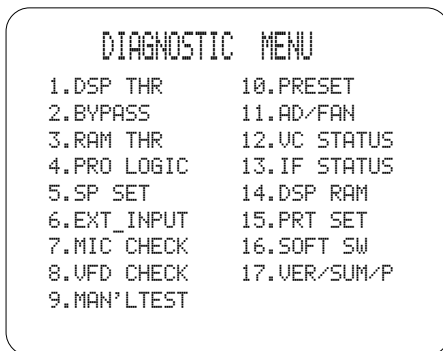 DIAGNOSTIC MENU
1.DSP THR
2.BYPASS
3.RAM THR
4.PRO LOGIC
5.SP SET
6.EXT_INPUT
7.MIC CHECK
8.VFD CHECK
9.MAN'LTEST
10.PRESET
11.AD/FAN
12.VC STATUS
13.IF STATUS
14.DSP RAM
15.PRT SET
16.SOFT SW
17.VER/SUM/P